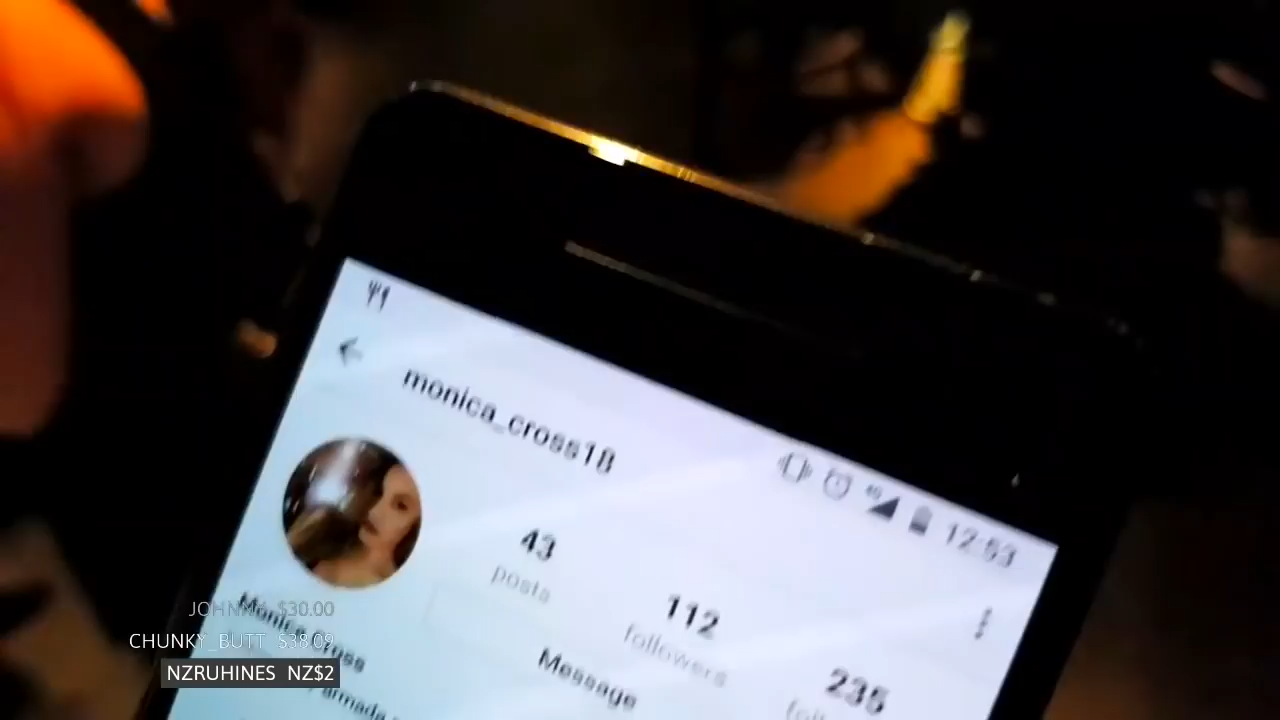 12:53
monica_cross18
43
posts
112
followers
235
Monica Cross
Message
JOHNNY $30.00
CHUNKY_BUTT $38.09
NZRUHINES NZ$2